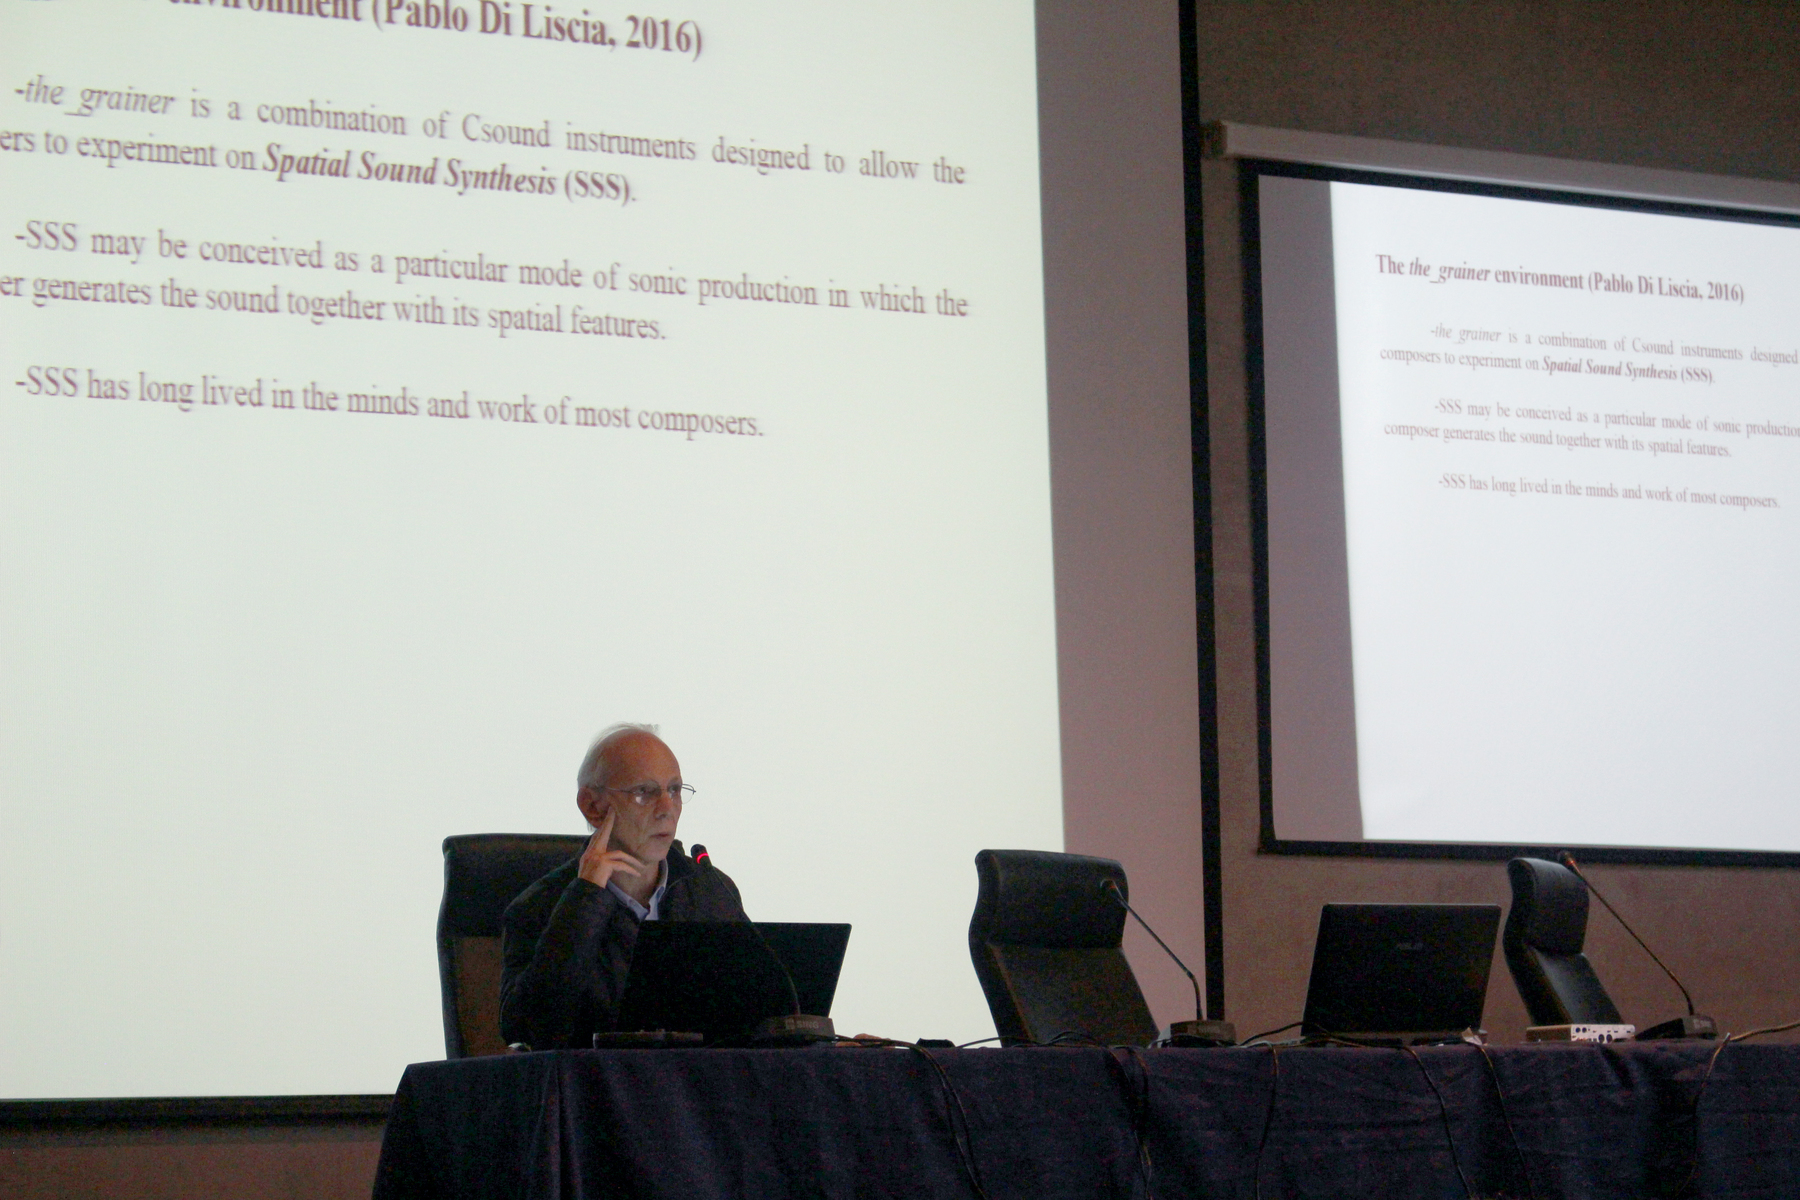 environment (Pablo Di Liscia, 2016)
-the_grainer is a combination of Csound instruments designed to allow the
ers to experiment on Spatial Sound Synthesis (SSS).
-SSS may be conceived as a particular mode of sonic production in which the
er generates the sound together with its spatial features.
-SSS has long lived in the minds and work of most composers.
The the_grainer environment (Pablo Di Liscia, 2016)
-the_grainer is a combination of Csound instruments designed
composers to experiment on Spatial Sound Synthesis (SSS).
-SSS may be conceived as a particular mode of sonic production
composer generates the sound together with its spatial features.
-SSS has long lived in the minds and work of most composers.
ASUS